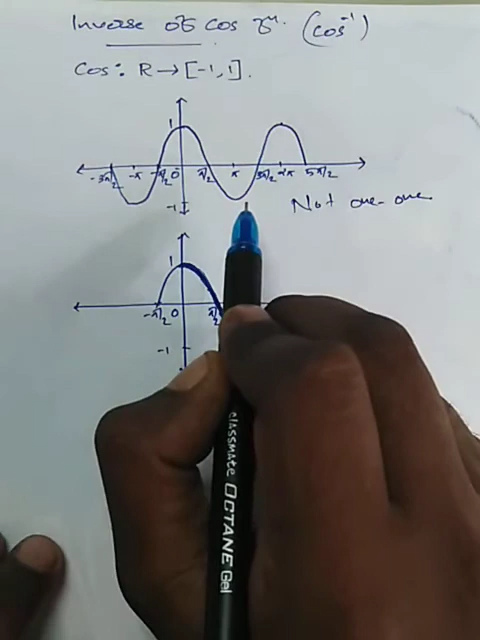 Inverse of cos fn. (cos⁻¹)
Cos: R → [-1, 1].
1
-3π/2 -π -π/2 0 π/2 π 3π/2 2π 5π/2
-1
Not one-one
1
-π/2 0 π/2
-1
classmate OCTANE Gel